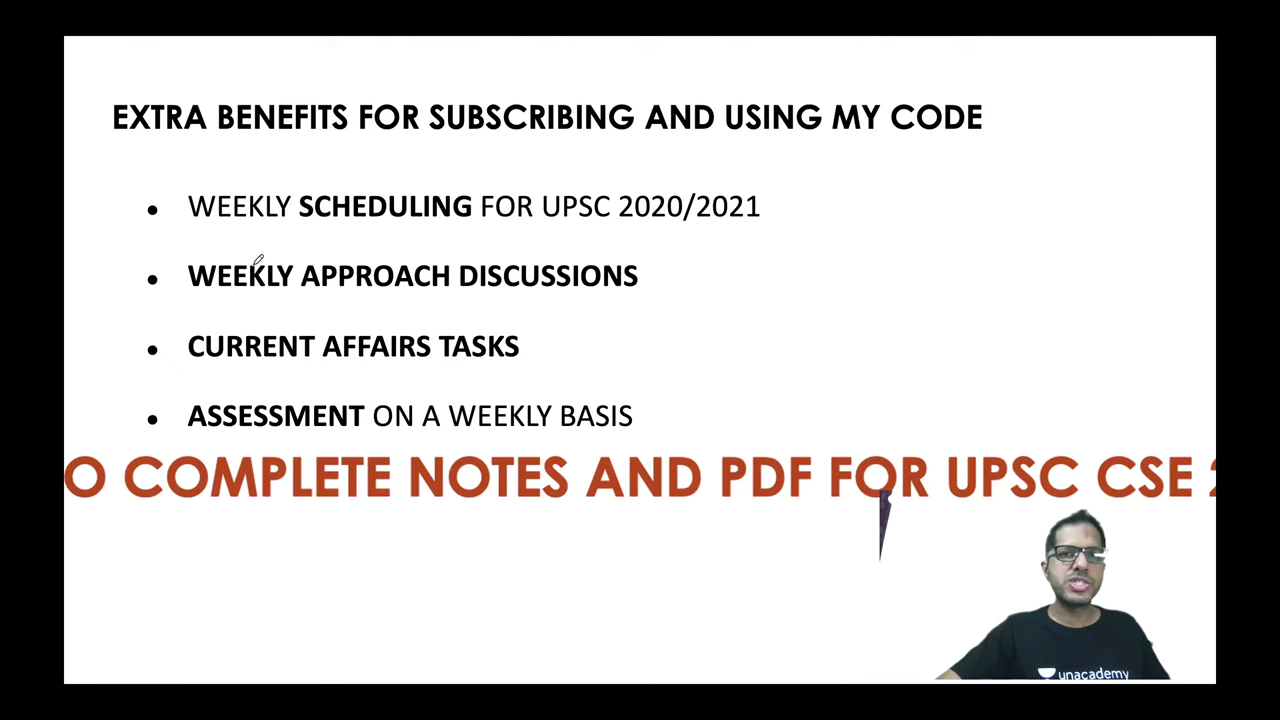 EXTRA BENEFITS FOR SUBSCRIBING AND USING MY CODE
• WEEKLY SCHEDULING FOR UPSC 2020/2021
• WEEKLY APPROACH DISCUSSIONS
• CURRENT AFFAIRS TASKS
• ASSESSMENT ON A WEEKLY BASIS
O COMPLETE NOTES AND PDF FOR UPSC CSE
unacademy